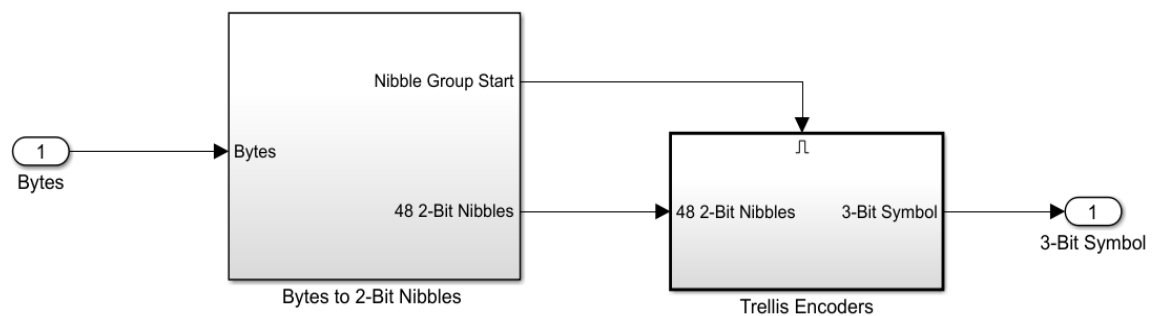 Nibble Group Start
1
Bytes
Bytes
48 2-Bit Nibbles
Bytes to 2-Bit Nibbles
48 2-Bit Nibbles
3-Bit Symbol
Trellis Encoders
1
3-Bit Symbol